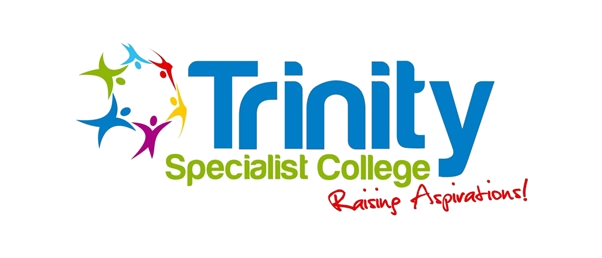 Trinity
Specialist College
Raising Aspirations!